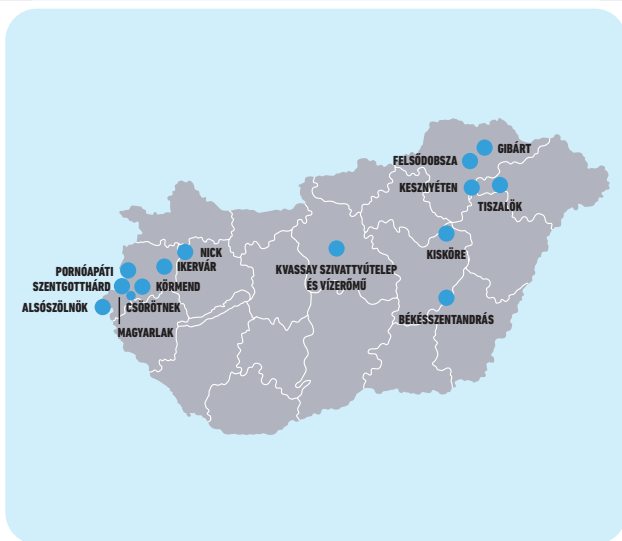 GIBÁRT
FELSŐDOBSZA
KESZNYÉTEN
TISZALÖK
KISKÖRE
NICK
IKERVÁR
KVASSAY SZIVATTYÚTELEP
ÉS VÍZERŐMŰ
PORNÓAPÁTI
SZENTGOTTHÁRD
KÖRMEND
ALSÓSZÖLNÖK
CSÖRÖTNEK
BÉKÉSSZENTANDRÁS
MAGYARLAK